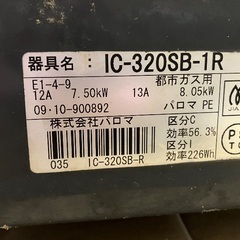 器具名： IC-320SB-1R
E1-4-9 都市ガス用
12A 7.50kW 13A 8.05kW
09・10-900892 パロマ PE
株式会社パロマ 区分C
効率56.3%
035 IC-320SB-R 区分I
効率226Wh
JIA
P